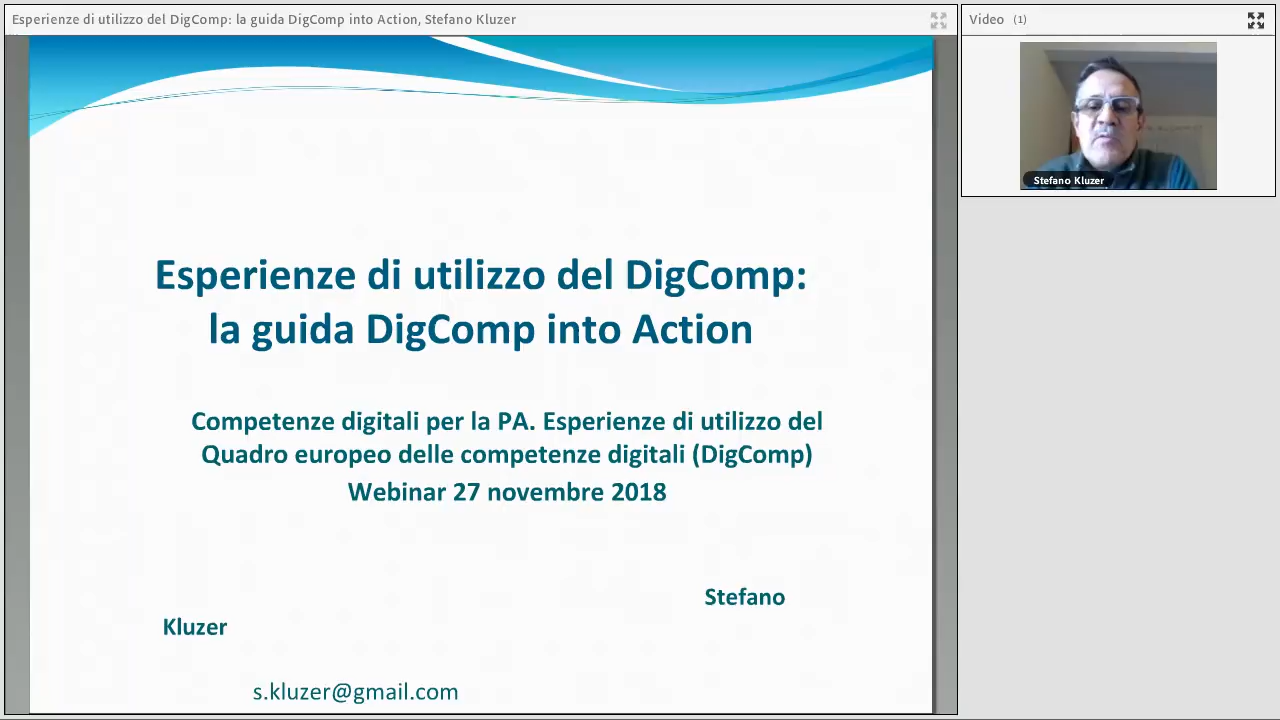 Esperienze di utilizzo del DigComp: la guida DigComp into Action, Stefano Kluzer
Video (1)
Stefano Kluzer
Esperienze di utilizzo del DigComp:
la guida DigComp into Action
Competenze digitali per la PA. Esperienze di utilizzo del
Quadro europeo delle competenze digitali (DigComp)
Webinar 27 novembre 2018
Stefano
Kluzer
s.kluzer@gmail.com